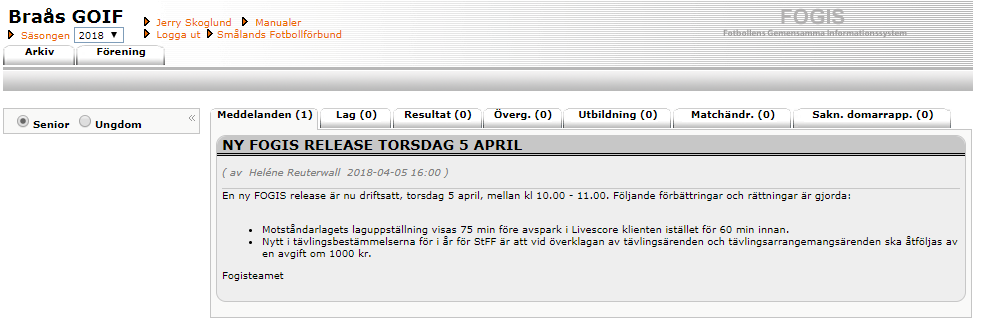 Braås GOIF
Säsongen 2018
Jerry Skoglund Manualer
Logga ut Smålands Fotbollförbund
FOGIS
Fotbollens Gemensamma Informationssystem
Arkiv Förening
Senior Ungdom «
Meddelanden (1) Lag (0) Resultat (0) Överg. (0) Utbildning (0) Matchändr. (0) Sakn. domarrapp. (0)
NY FOGIS RELEASE TORSDAG 5 APRIL
( av Heléne Reuterwall 2018-04-05 16:00 )
En ny FOGIS release är nu driftsatt, torsdag 5 april, mellan kl 10.00 - 11.00. Följande förbättringar och rättningar är gjorda:
• Motståndarlagets laguppställning visas 75 min före avspark i Livescore klienten istället för 60 min innan.
• Nytt i tävlingsbestämmelserna för i år för StFF är att vid överklagan av tävlingsärenden och tävlingsarrangemangsärenden ska åtföljas av
en avgift om 1000 kr.
Fogisteamet